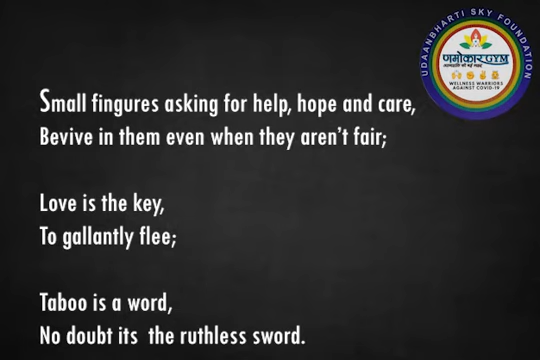 UDAANBHARTI SKY FOUNDATION
णमोकार GYM
WELLNESS WARRIORS
AGAINST COVID-19
Small fingures asking for help, hope and care,
Bevive in them even when they aren't fair;
Love is the key,
To gallantly flee;
Taboo is a word,
No doubt its the ruthless sword.